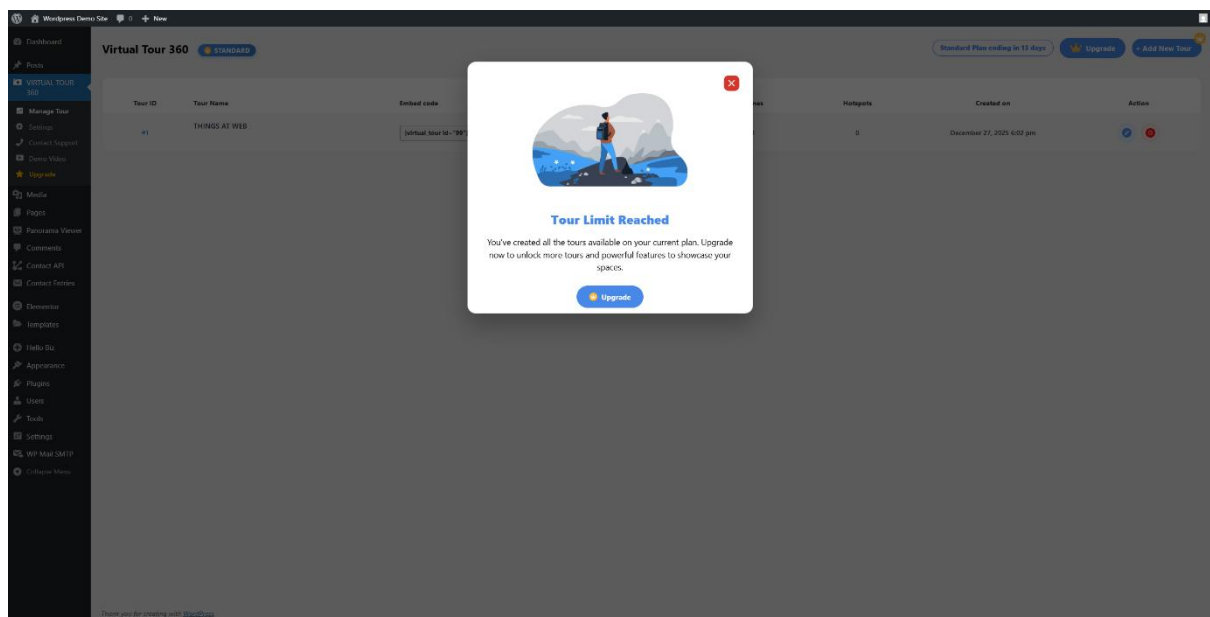 Wordpress Demo Site
0
New
Dashboard
Posts
VIRTUAL TOUR
360
Manage Tour
Settings
Contact Support
Demo Video
Upgrade
Media
Pages
Panorama Viewer
Comments
Contact API
Contact Entries
Elementor
Templates
Hello Biz
Appearance
Plugins
Users
Tools
Settings
WP Mail SMTP
Collapse Menu
Virtual Tour 360
STANDARD
Standard Plan ending in 13 days
Upgrade
+ Add New Tour
Tour ID
Tour Name
Embed code
Hotspots
Created on
Action
#1
THINGS AT WEB
0
December 27, 2025 6:02 pm
Tour Limit Reached
You've created all the tours available on your current plan. Upgrade
now to unlock more tours and powerful features to showcase your
spaces.
Upgrade
Thank you for creating with WordPress.